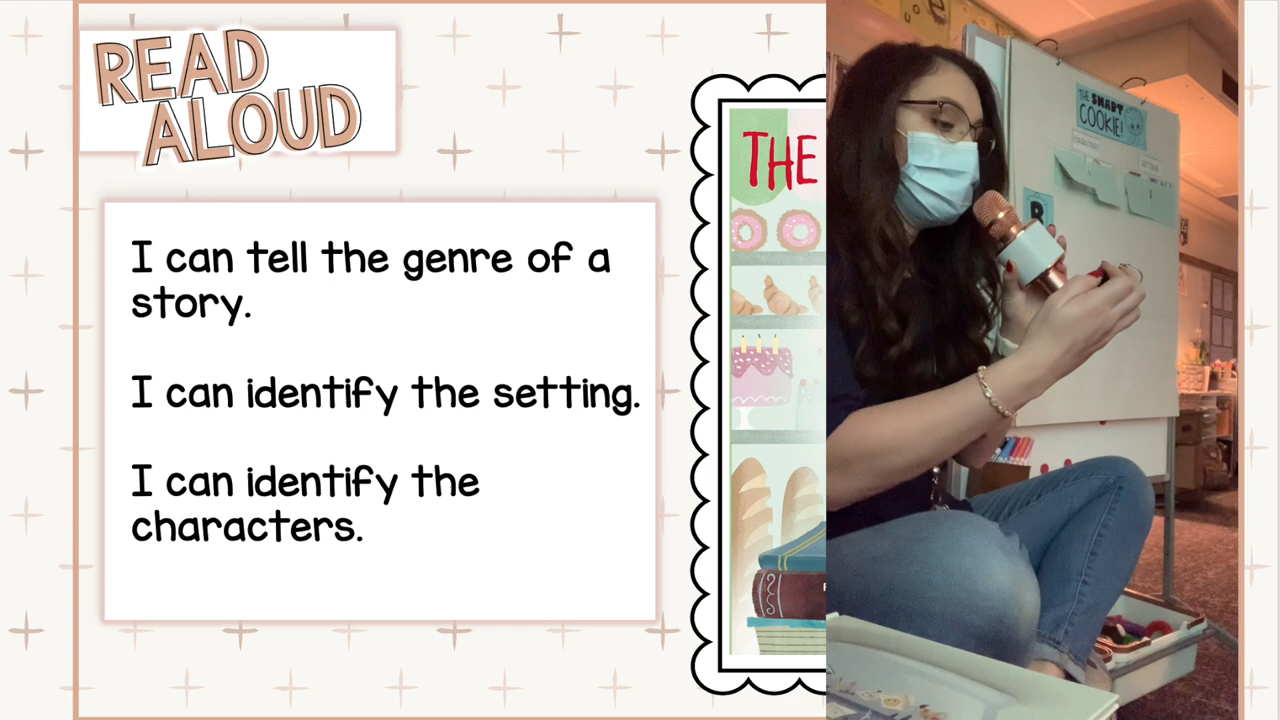 READ
ALOUD
I can tell the genre of a
story.
I can identify the setting.
I can identify the
characters.
THE
THE SMART
COOKIE!